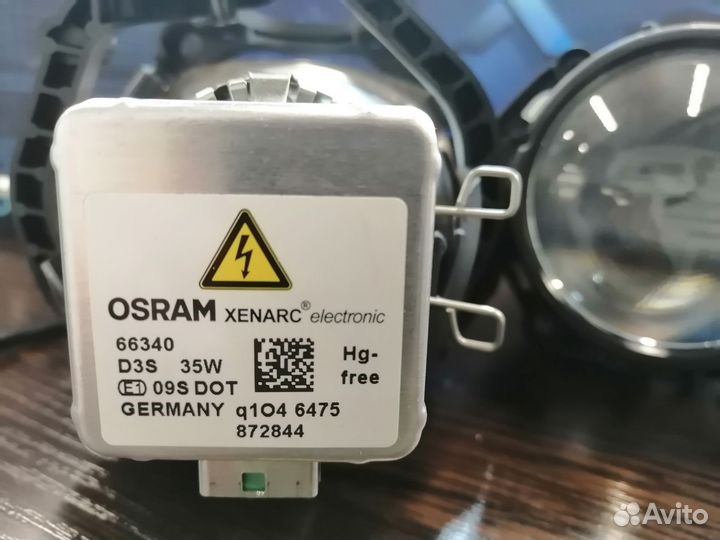 OSRAM XENARC® electronic
66340
D3S 35W
Hg-
free
E1 09S DOT
GERMANY q1O4 6475
872844
Avito